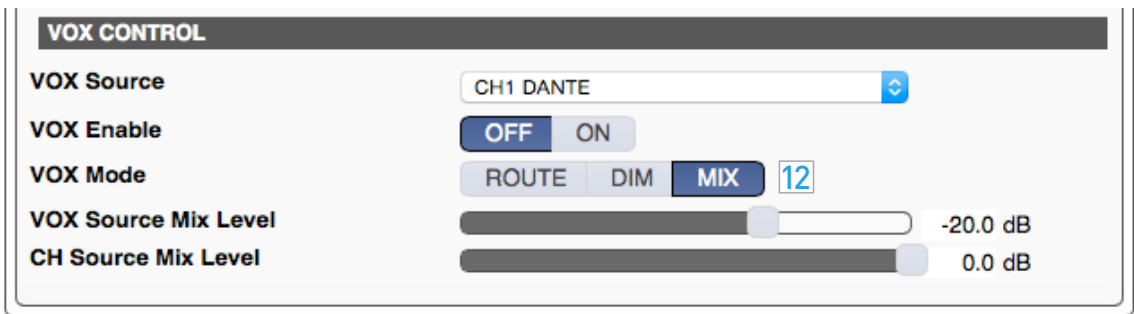 VOX CONTROL
VOX Source CH1 DANTE
VOX Enable OFF ON
VOX Mode ROUTE DIM MIX 12
VOX Source Mix Level -20.0 dB
CH Source Mix Level 0.0 dB